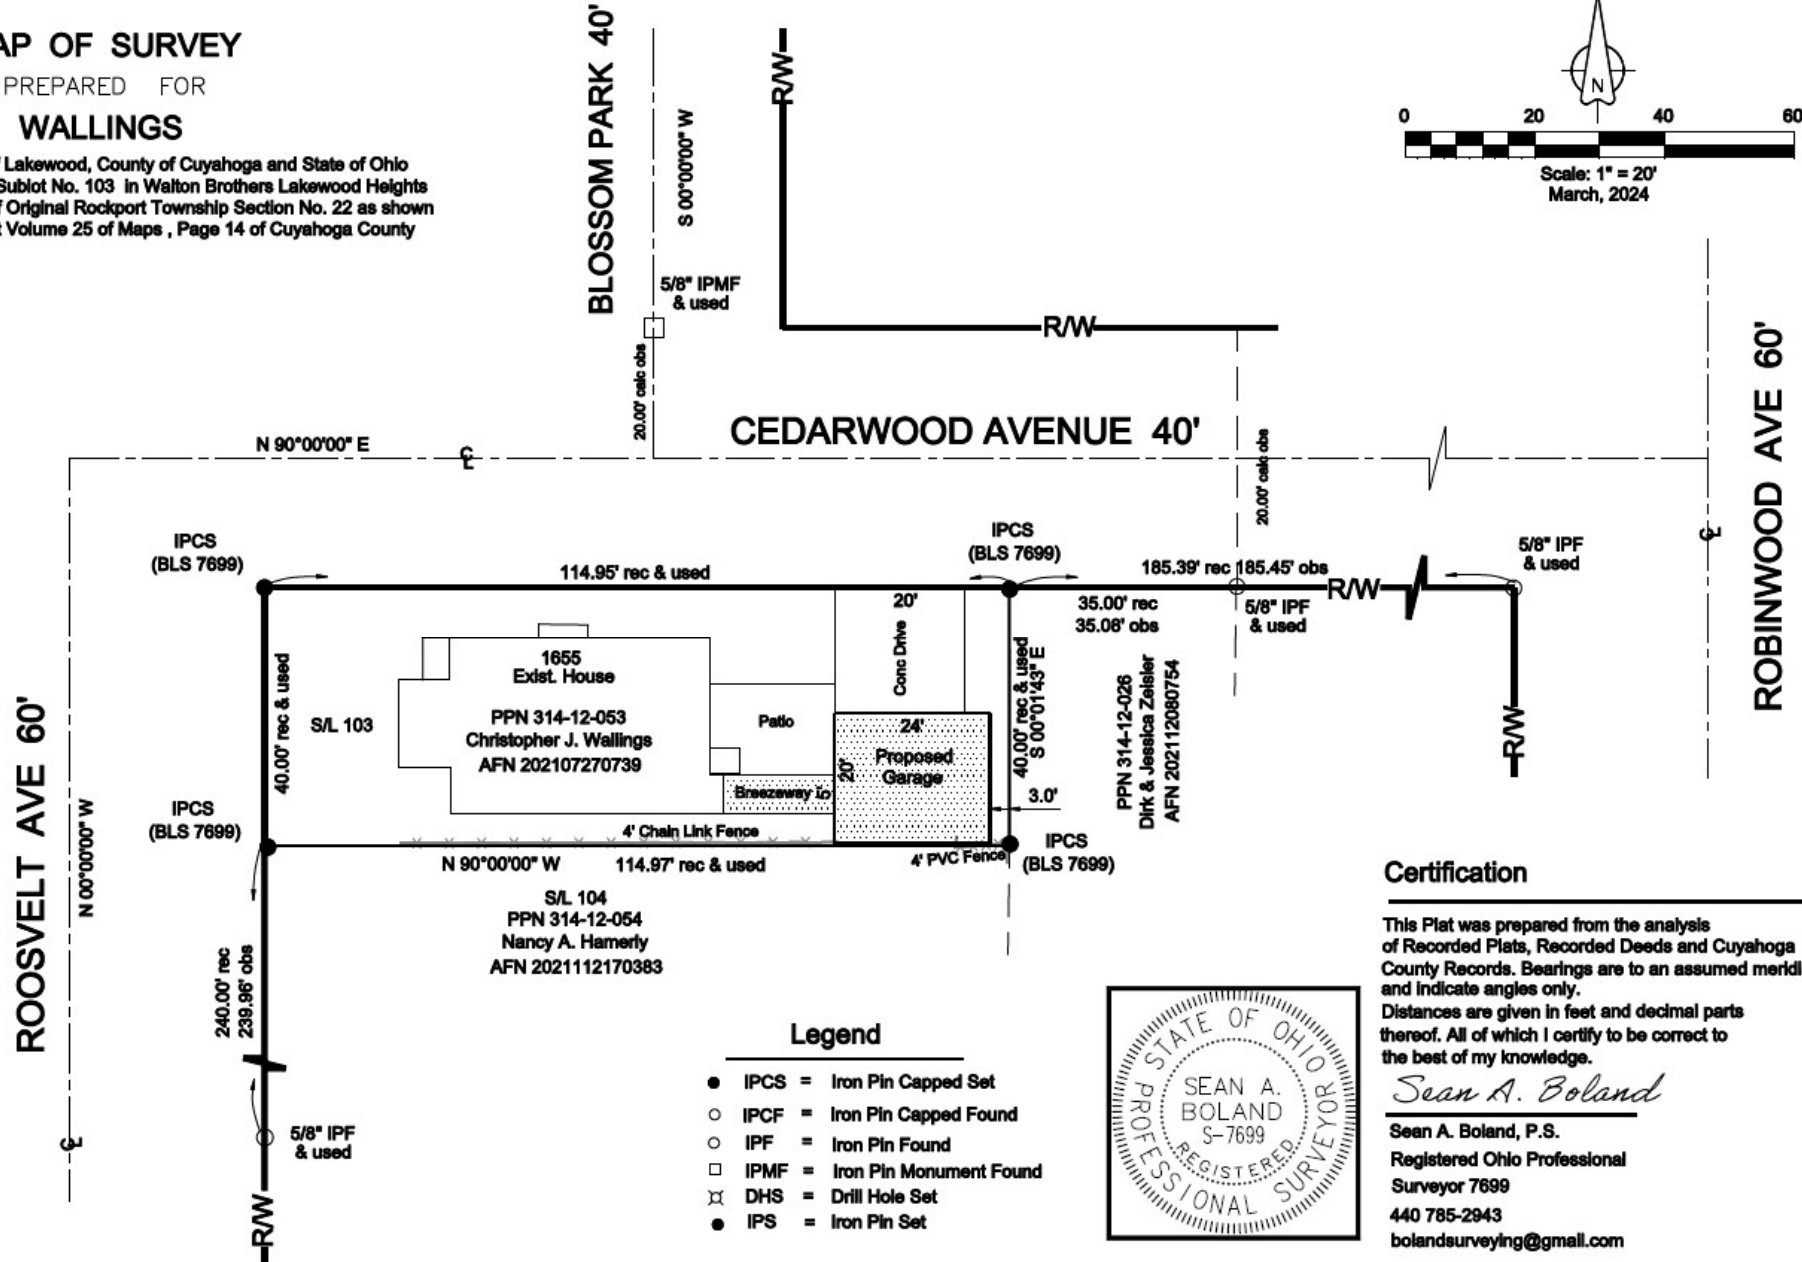 AP OF SURVEY
PREPARED FOR
WALLINGS
Lakewood, County of Cuyahoga and State of Ohio
Sublot No. 103 in Walton Brothers Lakewood Heights
Original Rockport Township Section No. 22 as shown
Volume 25 of Maps , Page 14 of Cuyahoga County
BLOSSOM PARK 40'
S 00°00'00" W
R/W
N
0 20 40 60
Scale: 1" = 20'
March, 2024
5/8" IPMF
& used
20.00' calc obs
R/W
CEDARWOOD AVENUE 40'
N 90°00'00" E
20.00' calc obs
ROBINWOOD AVE 60'
IPCS
(BLS 7699)
114.95' rec & used
IPCS
(BLS 7699)
185.39' rec 185.45' obs
R/W
5/8" IPF
& used
35.00' rec
35.08' obs
5/8" IPF
& used
R/W
40.00' rec & used
S/L 103
1655
Exist. House
PPN 314-12-053
Christopher J. Wallings
AFN 202107270739
Patio
Breezeway
5'
20'
Conc Drive
24'
Proposed
Garage
20'
40.00' rec & used
S 00°01'43" E
3.0'
PPN 314-12-026
Dirk & Jessica Zeisler
AFN 202112080754
ROOSVELT AVE 60'
N 00°00'00" W
IPCS
(BLS 7699)
4' Chain Link Fence
N 90°00'00" W 114.97' rec & used
4' PVC Fence
IPCS
(BLS 7699)
S/L 104
PPN 314-12-054
Nancy A. Hamerly
AFN 2021112170383
240.00' rec
239.96' obs
5/8" IPF
& used
R/W
Legend
IPCS = Iron Pin Capped Set
IPCF = Iron Pin Capped Found
IPF = Iron Pin Found
IPMF = Iron Pin Monument Found
DHS = Drill Hole Set
IPS = Iron Pin Set
STATE OF OHIO
SEAN A.
BOLAND
S-7699
REGISTERED
PROFESSIONAL SURVEYOR
Certification
This Plat was prepared from the analysis
of Recorded Plats, Recorded Deeds and Cuyahoga
County Records. Bearings are to an assumed meridi
and indicate angles only.
Distances are given in feet and decimal parts
thereof. All of which I certify to be correct to
the best of my knowledge.
Sean A. Boland
Sean A. Boland, P.S.
Registered Ohio Professional
Surveyor 7699
440 785-2943
bolandsurveying@gmail.com